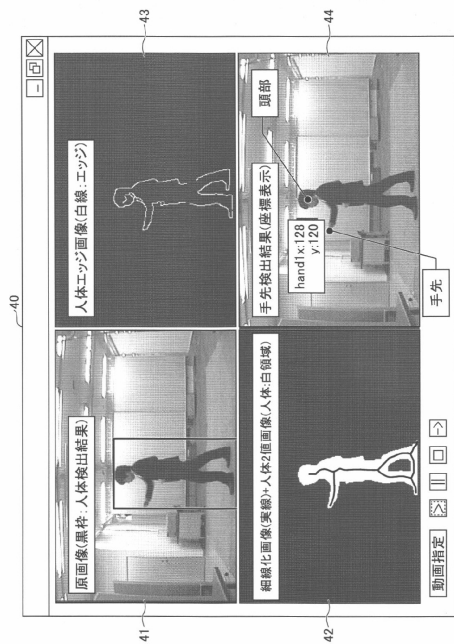 40
41
原画像(黒枠：人体検出結果)
43
人体エッジ画像(白線：エッジ)
42
細線化画像(実線)+人体2値画像(人体：白領域)
44
手先検出結果(座標表示)
頭部
hand1x:128
y:120
手先
動画指定